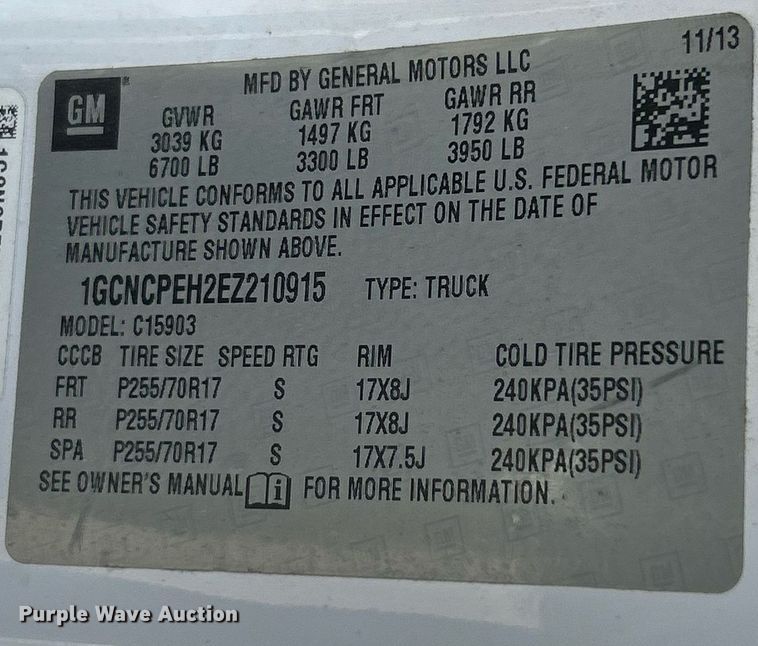 11/13
MFD BY GENERAL MOTORS LLC
GM
GVWR GAWR FRT GAWR RR
3039 KG 1497 KG 1792 KG
6700 LB 3300 LB 3950 LB
THIS VEHICLE CONFORMS TO ALL APPLICABLE U.S. FEDERAL MOTOR
VEHICLE SAFETY STANDARDS IN EFFECT ON THE DATE OF
MANUFACTURE SHOWN ABOVE.
1GCNCPEH2EZ210915 TYPE: TRUCK
MODEL: C15903
CCCB TIRE SIZE SPEED RTG RIM COLD TIRE PRESSURE
FRT P255/70R17 S 17X8J 240KPA(35PSI)
RR P255/70R17 S 17X8J 240KPA(35PSI)
SPA P255/70R17 S 17X7.5J 240KPA(35PSI)
SEE OWNER'S MANUAL i FOR MORE INFORMATION.
Purple Wave Auction